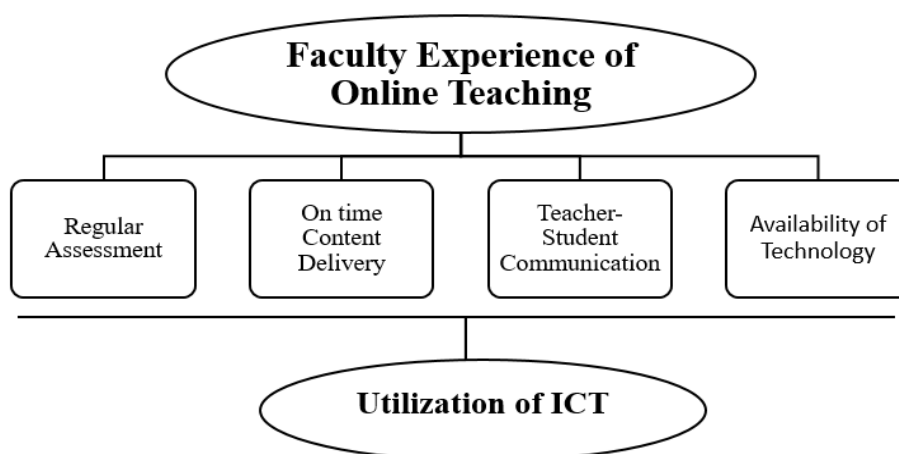 Faculty Experience of
Online Teaching
Regular
Assessment
On time
Content
Delivery
Teacher-
Student
Communication
Availability of
Technology
Utilization of ICT